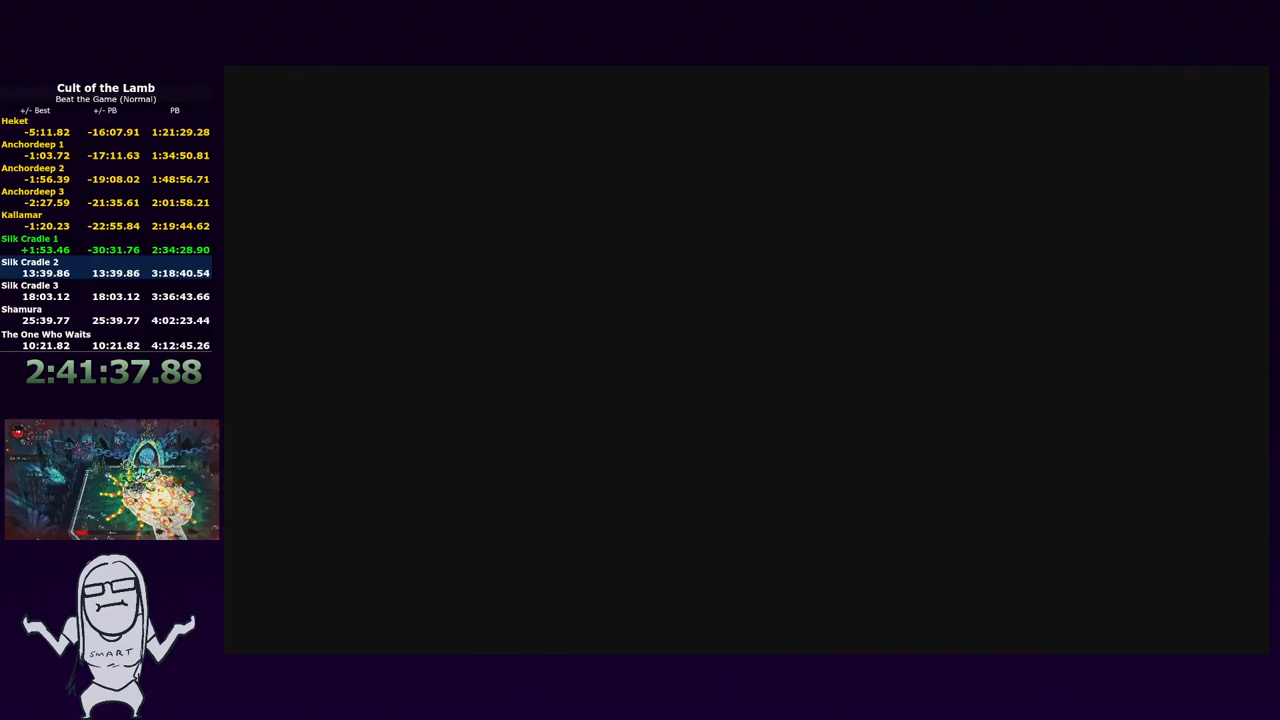 Cult of the Lamb
Beat the Game (Normal)
+/- Best +/- PB PB
Heket
-5:11.82 -16:07.91 1:21:29.28
Anchordeep 1
-1:03.72 -17:11.63 1:34:50.81
Anchordeep 2
-1:56.39 -19:08.02 1:48:56.71
Anchordeep 3
-2:27.59 -21:35.61 2:01:58.21
Kallamar
-1:20.23 -22:55.84 2:19:44.62
Silk Cradle 1
+1:53.46 -30:31.76 2:34:28.90
Silk Cradle 2
13:39.86 13:39.86 3:18:40.54
Silk Cradle 3
18:03.12 18:03.12 3:36:43.66
Shamura
25:39.77 25:39.77 4:02:23.44
The One Who Waits
10:21.82 10:21.82 4:12:45.26
2:41:37.88
SMART